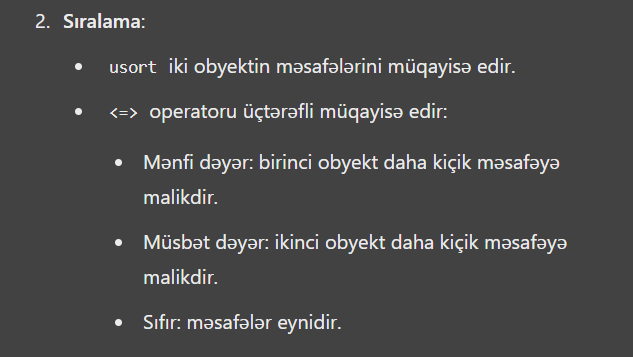 2. Sıralama:
• usort iki obyektin məsafələrini müqayisə edir.
• <=> operatoru üçtərəfli müqayisə edir:
• Mənfi dəyər: birinci obyekt daha kiçik məsafəyə
malikdir.
• Müsbət dəyər: ikinci obyekt daha kiçik məsafəyə
malikdir.
• Sıfır: məsafələr eynidir.